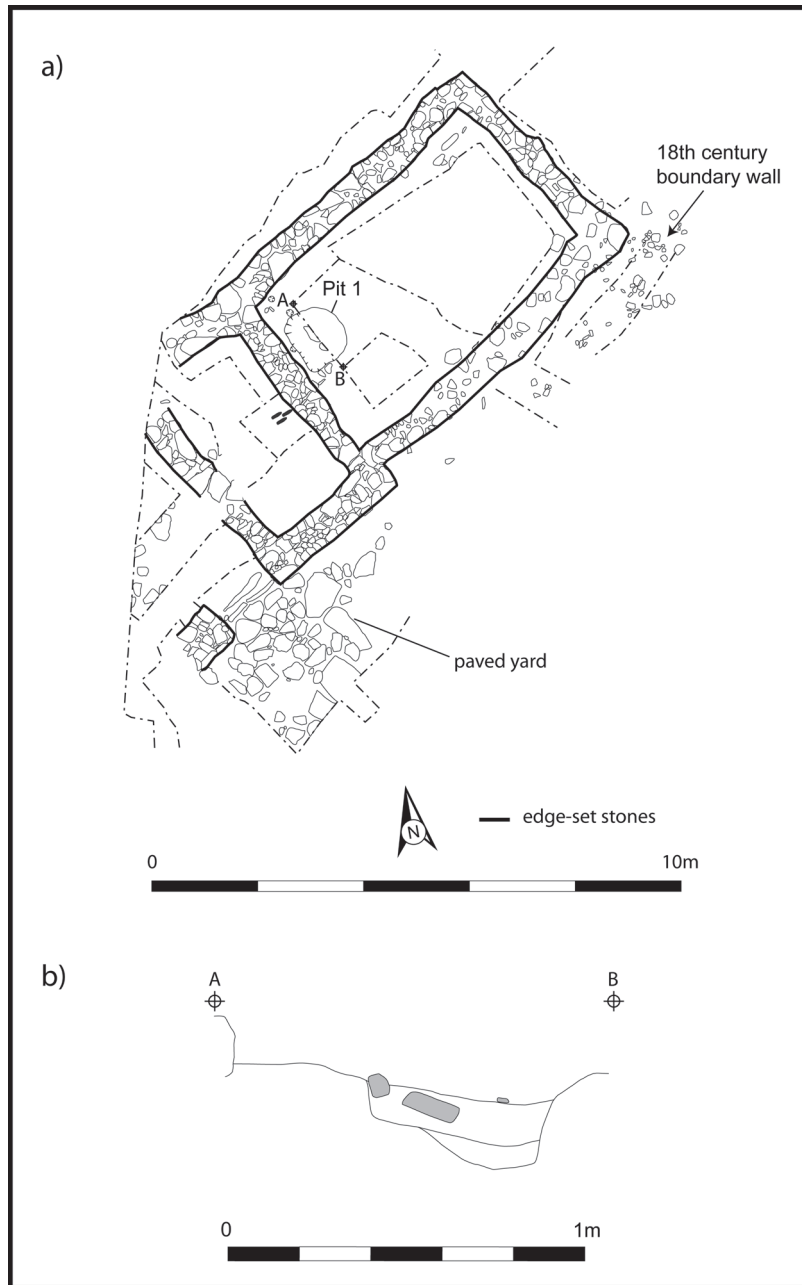 a)
18th century
boundary wall
A
Pit 1
B
paved yard
N
edge-set stones
0 10m
b)
A B
0 1m